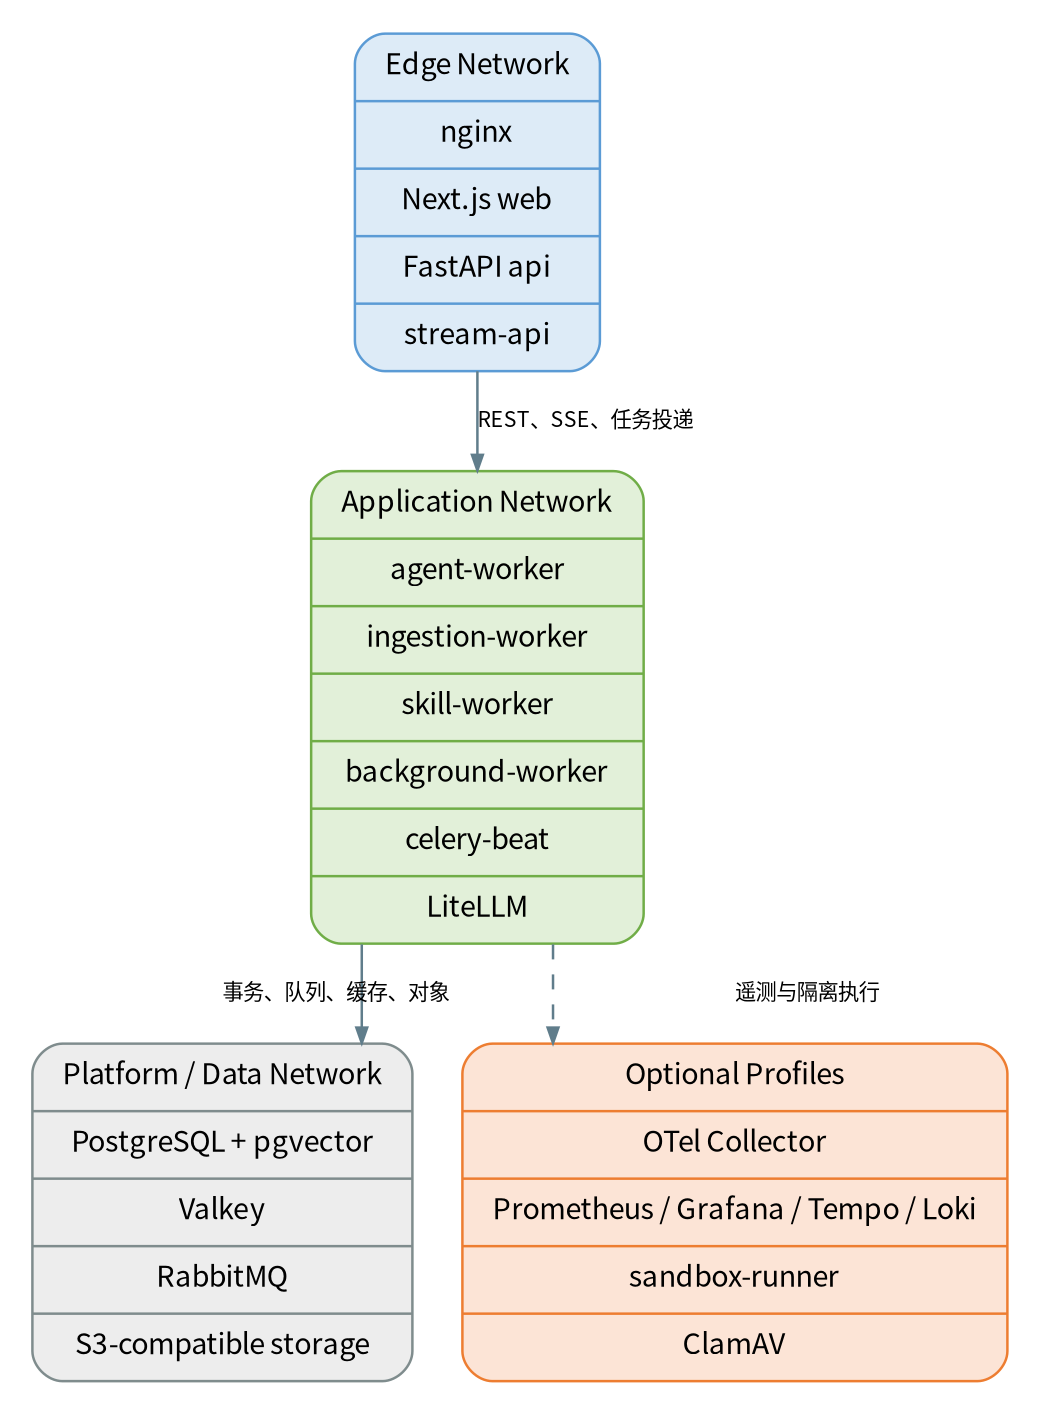 Edge Network
nginx
Next.js web
FastAPI api
stream-api
REST、SSE、任务投递
Application Network
agent-worker
ingestion-worker
skill-worker
background-worker
celery-beat
LiteLLM
事务、队列、缓存、对象
遥测与隔离执行
Platform / Data Network
PostgreSQL + pgvector
Valkey
RabbitMQ
S3-compatible storage
Optional Profiles
OTel Collector
Prometheus / Grafana / Tempo / Loki
sandbox-runner
ClamAV